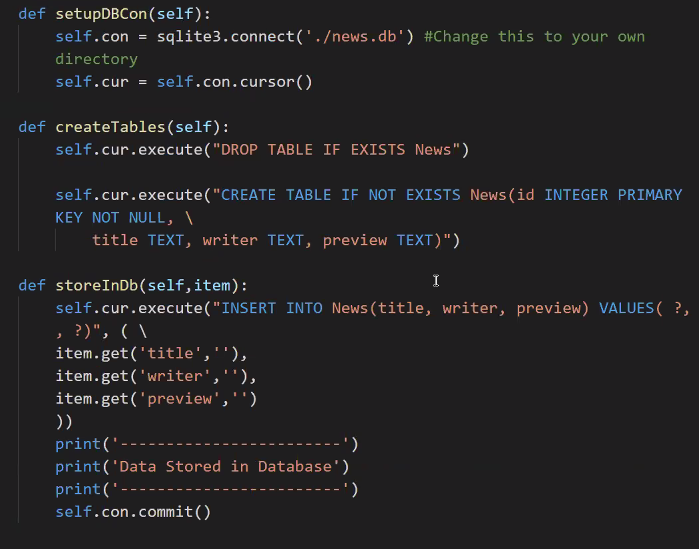 def setupDBCon(self):
self.con = sqlite3.connect('./news.db') #Change this to your own
directory
self.cur = self.con.cursor()
def createTables(self):
self.cur.execute("DROP TABLE IF EXISTS News")
self.cur.execute("CREATE TABLE IF NOT EXISTS News(id INTEGER PRIMARY
KEY NOT NULL, \
title TEXT, writer TEXT, preview TEXT)")
def storeInDb(self,item):
self.cur.execute("INSERT INTO News(title, writer, preview) VALUES( ?,
, ?)", ( \
item.get('title',''),
item.get('writer',''),
item.get('preview','')
))
print('------------------------')
print('Data Stored in Database')
print('------------------------')
self.con.commit()